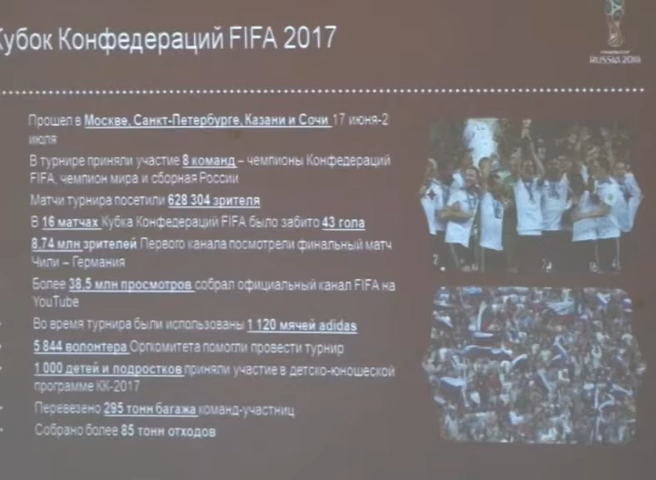 Кубок Конфедераций FIFA 2017
RUSSIA 2018
Прошел в Москве, Санкт-Петербурге, Казани и Сочи 17 июня-2
июля
В турнире приняли участие 8 команд – чемпионы Конфедераций
FIFA, чемпион мира и сборная России
Матчи турнира посетили 628 304 зрителя
В 16 матчах Кубка Конфедераций FIFA было забито 43 гола
8,74 млн зрителей Первого канала посмотрели финальный матч
Чили – Германия
Более 38,5 млн просмотров собрал официальный канал FIFA на
YouTube
Во время турнира были использованы 1 120 мячей adidas
5 844 волонтера Оргкомитета помогли провести турнир
1 000 детей и подростков приняли участие в детско-юношеской
программе КК-2017
Перевезено 295 тонн багажа команд-участниц
Собрано более 85 тонн отходов